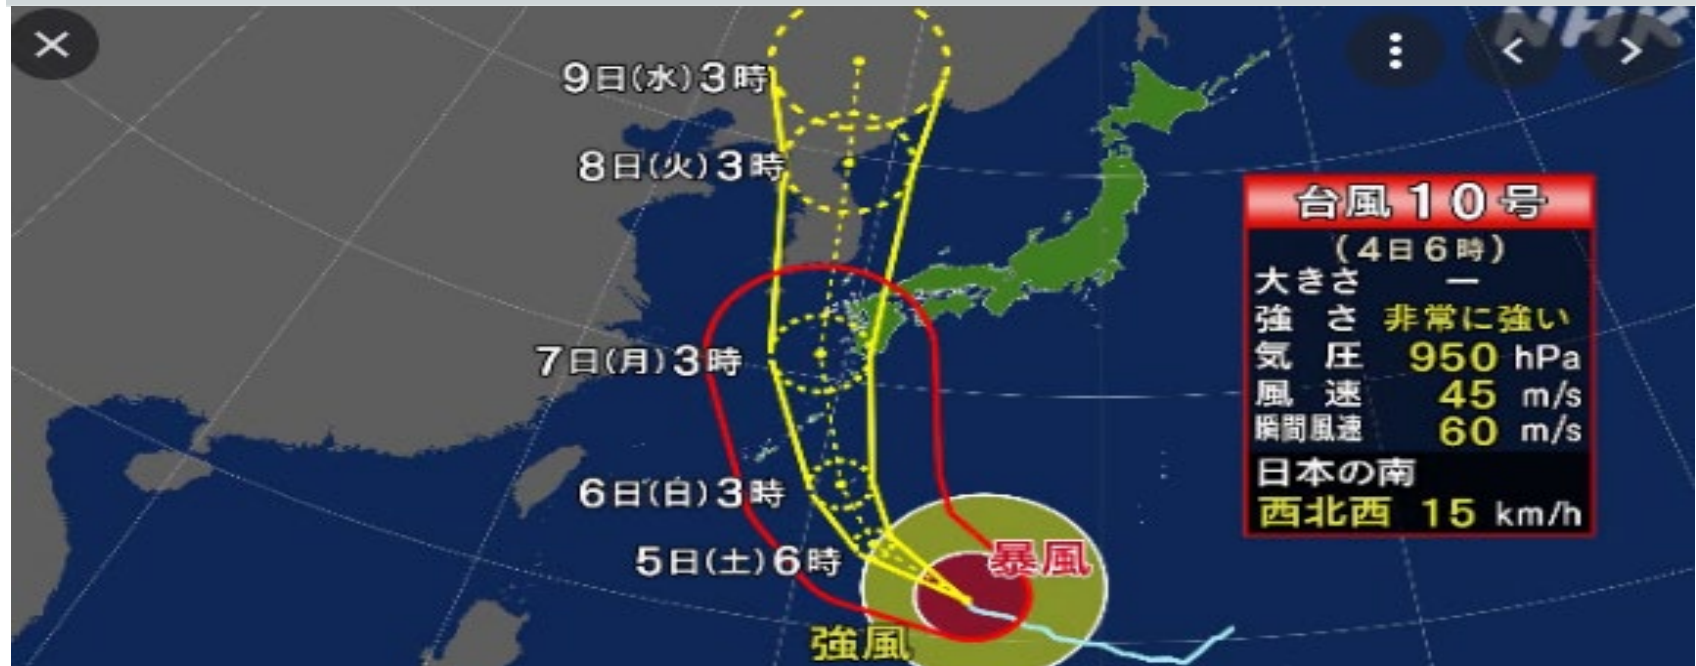 NHK
9日(水)3時
8日(火)3時
7日(月)3時
6日(日)3時
5日(土)6時
暴風
強風
台風10号
(4日6時)
大きさ ー
強さ 非常に強い
気圧 950 hPa
風速 45 m/s
瞬間風速 60 m/s
日本の南
西北西 15 km/h